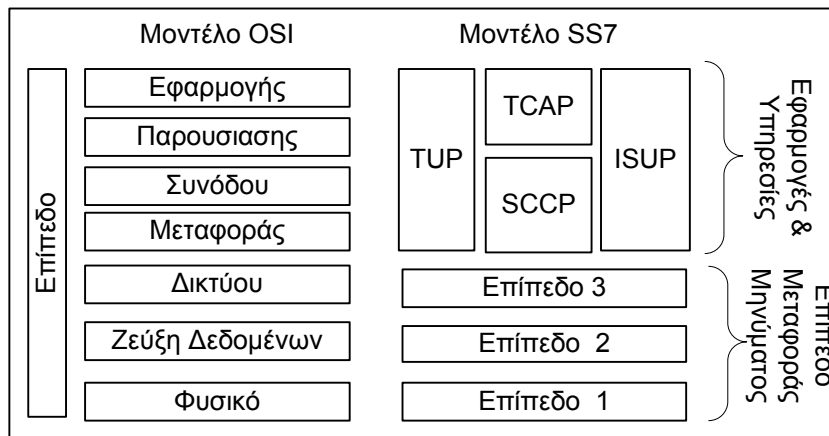 Μοντέλο OSI
Μοντέλο SS7
Επίπεδο
Εφαρμογής
Παρουσιασης
Συνόδου
Μεταφοράς
Δικτύου
Ζεύξη Δεδομένων
Φυσικό
TUP
TCAP
SCCP
ISUP
Επίπεδο 3
Επίπεδο 2
Επίπεδο 1
Εφαρμογές &
Υπηρεσίες
Επίπεδο
Μεταφοράς
Μηνύματος